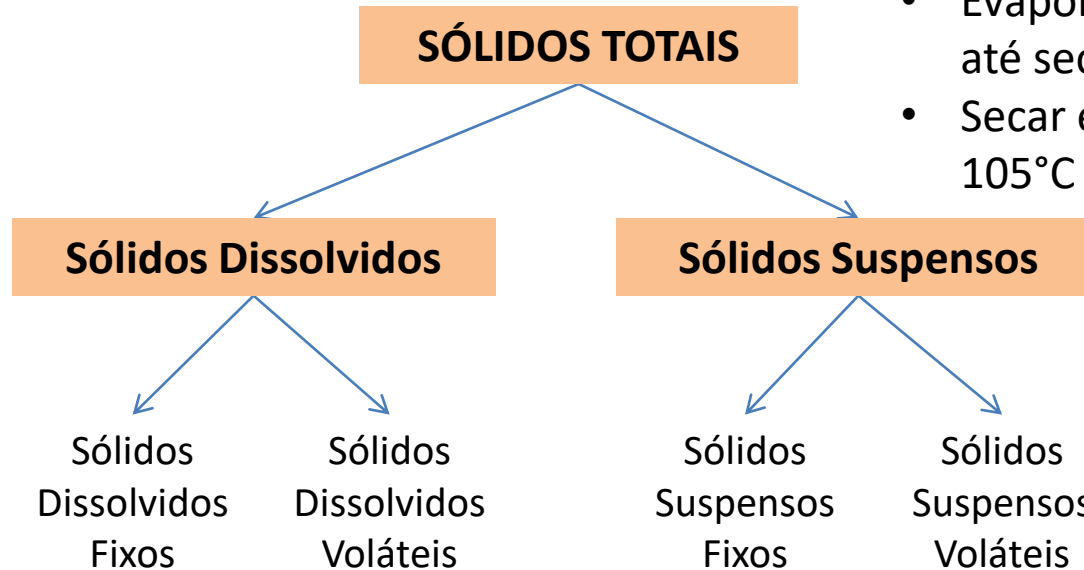 SÓLIDOS TOTAIS
até
• Secar
105°C
Sólidos Dissolvidos
Sólidos Suspensos
Sólidos
Dissolvidos
Fixos
Sólidos
Dissolvidos
Voláteis
Sólidos
Suspensos
Fixos
Sólidos
Suspensos
Voláteis